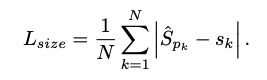 L_{size} = \frac{1}{N} \sum_{k=1}^{N} \left| \hat{S}_{p_k} - s_k \right|.